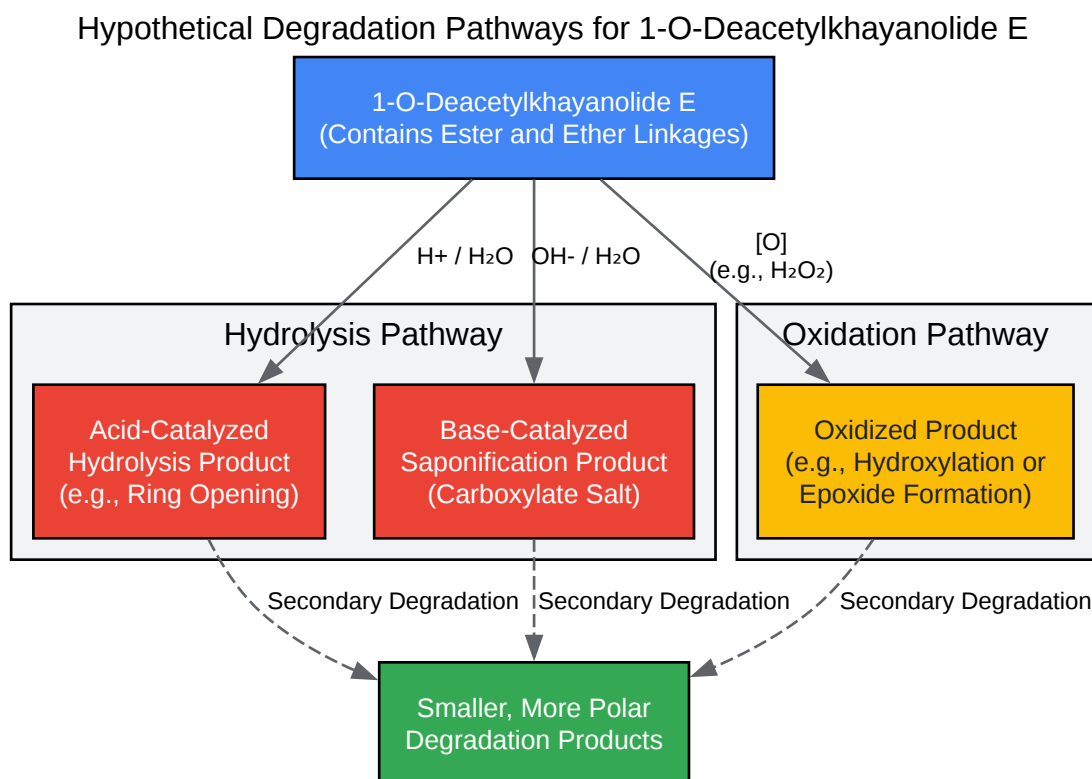 Hypothetical Degradation Pathways for 1-O-Deacetylkhayanolide E
1-O-Deacetylkhayanolide E
(Contains Ester and Ether Linkages)
H+ / H₂O
OH- / H₂O
[O]
(e.g., H₂O₂)
Hydrolysis Pathway
Oxidation Pathway
Acid-Catalyzed
Hydrolysis Product
(e.g., Ring Opening)
Base-Catalyzed
Saponification Product
(Carboxylate Salt)
Oxidized Product
(e.g., Hydroxylation or
Epoxide Formation)
Secondary Degradation
Secondary Degradation
Secondary Degradation
Smaller, More Polar
Degradation Products